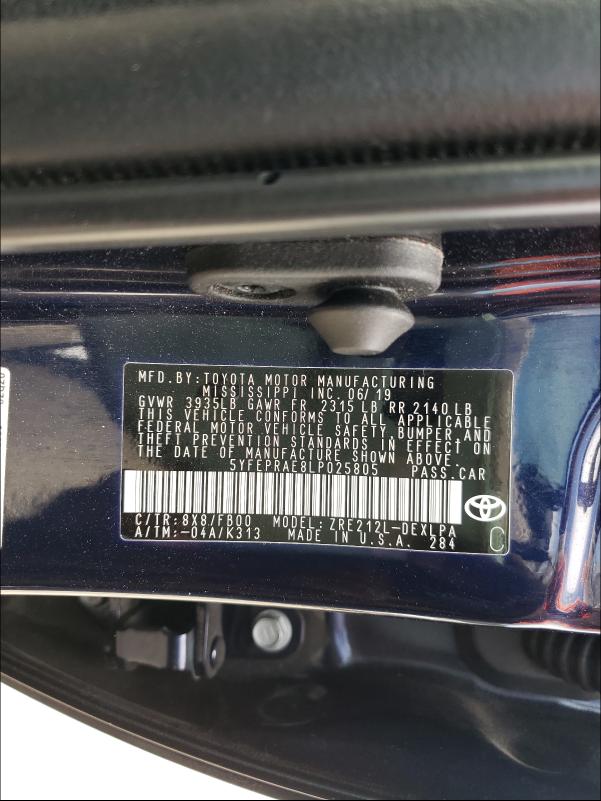 MFD.BY:TOYOTA MOTOR MANUFACTURING
MISSISSIPPI INC. 06/19
GVWR 3935LB GAWR FR 2315 LB RR 2140 LB
THIS VEHICLE CONFORMS TO ALL APPLICABLE
FEDERAL MOTOR VEHICLE SAFETY, BUMPER, AND
THEFT PREVENTION STANDARDS IN EFFECT ON
THE DATE OF MANUFACTURE SHOWN ABOVE.
5YFEPRAE8LP025805 PASS.CAR
C/TR:8X8/FB00 MODEL:ZRE212L-DEXLPA
A/TM:-04A/K313 MADE IN U.S.A. 284 C